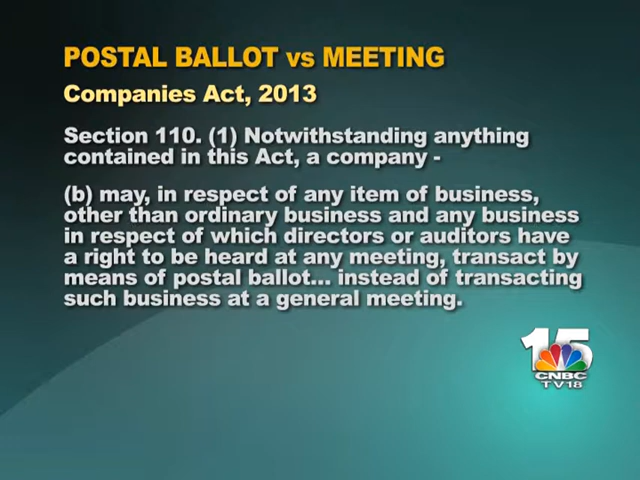 POSTAL BALLOT vs MEETING
Companies Act, 2013
Section 110. (1) Notwithstanding anything
contained in this Act, a company -
(b) may, in respect of any item of business,
other than ordinary business and any business
in respect of which directors or auditors have
a right to be heard at any meeting, transact by
means of postal ballot... instead of transacting
such business at a general meeting.
15
CNBC
TV18